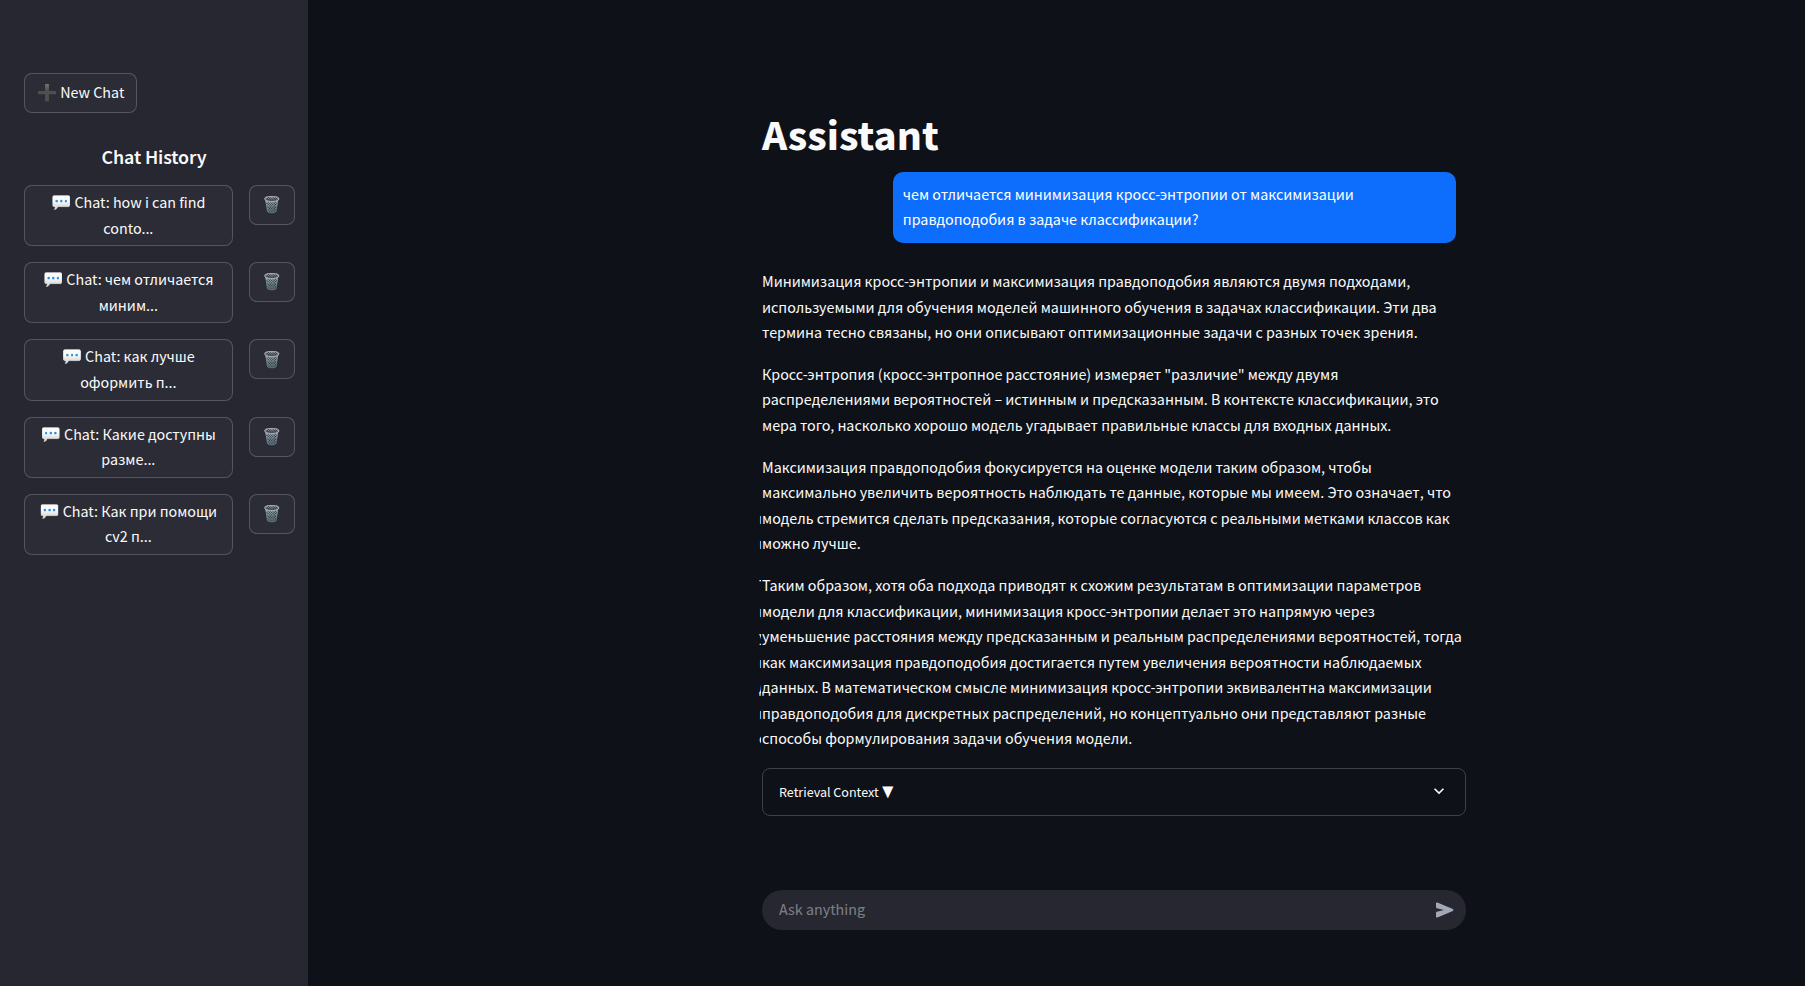 New Chat
Chat History
Chat: how i can find
conto...
Chat: чем отличается
миним...
Chat: как лучше
оформить п...
Chat: Какие доступны
разме...
Chat: Как при помощи
cv2 п...
Assistant
чем отличается минимизация кросс-энтропии от максимизации
правдоподобия в задаче классификации?
Минимизация кросс-энтропии и максимизация правдоподобия являются двумя подходами,
используемыми для обучения моделей машинного обучения в задачах классификации. Эти два
термина тесно связаны, но они описывают оптимизационные задачи с разных точек зрения.
Кросс-энтропия (кросс-энтропное расстояние) измеряет "различие" между двумя
распределениями вероятностей – истинным и предсказанным. В контексте классификации, это
мера того, насколько хорошо модель угадывает правильные классы для входных данных.
Максимизация правдоподобия фокусируется на оценке модели таким образом, чтобы
максимально увеличить вероятность наблюдать те данные, которые мы имеем. Это означает, что
модель стремится сделать предсказания, которые согласуются с реальными метками классов как
можно лучше.
Таким образом, хотя оба подхода приводят к схожим результатам в оптимизации параметров
модели для классификации, минимизация кросс-энтропии делает это напрямую через
уменьшение расстояния между предсказанным и реальным распределениями вероятностей, тогда
как максимизация правдоподобия достигается путем увеличения вероятности наблюдаемых
данных. В математическом смысле минимизация кросс-энтропии эквивалентна максимизации
правдоподобия для дискретных распределений, но концептуально они представляют разные
способы формулирования задачи обучения модели.
Retrieval Context ▼
Ask anything